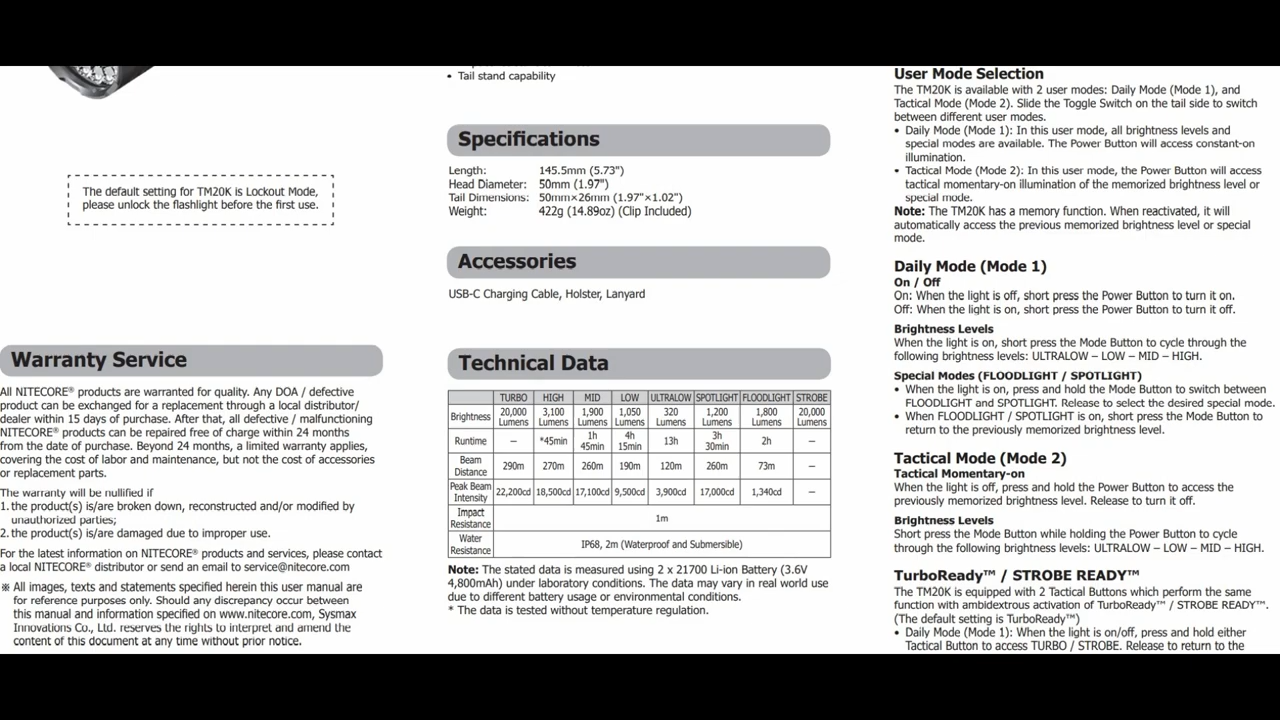 The default setting for TM20K is Lockout Mode,
please unlock the flashlight before the first use.
Warranty Service
All NITECORE® products are warranted for quality. Any DOA / defective
product can be exchanged for a replacement through a local distributor/
dealer within 15 days of purchase. After that, all defective / malfunctioning
NITECORE® products can be repaired free of charge within 24 months
from the date of purchase. Beyond 24 months, a limited warranty applies,
covering the cost of labor and maintenance, but not the cost of accessories
or replacement parts.
The warranty will be nullified if
1. the product(s) is/are broken down, reconstructed and/or modified by
unauthorized parties;
2. the product(s) is/are damaged due to improper use.
For the latest information on NITECORE® products and services, please contact
a local NITECORE® distributor or send an email to service@nitecore.com
※ All images, texts and statements specified herein this user manual are
for reference purposes only. Should any discrepancy occur between
this manual and information specified on www.nitecore.com, Sysmax
Innovations Co., Ltd. reserves the rights to interpret and amend the
content of this document at any time without prior notice.
• Tail stand capability
Specifications
Length: 145.5mm (5.73")
Head Diameter: 50mm (1.97")
Tail Dimensions: 50mm×26mm (1.97"×1.02")
Weight: 422g (14.89oz) (Clip Included)
Accessories
USB-C Charging Cable, Holster, Lanyard
Technical Data
TURBO HIGH MID LOW ULTRALOW SPOTLIGHT FLOODLIGHT STROBE
Brightness 20,000 Lumens 3,100 Lumens 1,900 Lumens 1,050 Lumens 320 Lumens 1,200 Lumens 1,800 Lumens 20,000 Lumens
Runtime — *45min 1h 45min 4h 15min 13h 3h 30min 2h —
Beam Distance 290m 270m 260m 190m 120m 260m 73m —
Peak Beam Intensity 22,200cd 18,500cd 17,100cd 9,500cd 3,900cd 17,000cd 1,340cd —
Impact Resistance 1m
Water Resistance IP68, 2m (Waterproof and Submersible)
Note: The stated data is measured using 2 x 21700 Li-ion Battery (3.6V
4,800mAh) under laboratory conditions. The data may vary in real world use
due to different battery usage or environmental conditions.
* The data is tested without temperature regulation.
User Mode Selection
The TM20K is available with 2 user modes: Daily Mode (Mode 1), and
Tactical Mode (Mode 2). Slide the Toggle Switch on the tail side to switch
between different user modes.
• Daily Mode (Mode 1): In this user mode, all brightness levels and
special modes are available. The Power Button will access constant-on
illumination.
• Tactical Mode (Mode 2): In this user mode, the Power Button will access
tactical momentary-on illumination of the memorized brightness level or
special mode.
Note: The TM20K has a memory function. When reactivated, it will
automatically access the previous memorized brightness level or special
mode.
Daily Mode (Mode 1)
On / Off
On: When the light is off, short press the Power Button to turn it on.
Off: When the light is on, short press the Power Button to turn it off.
Brightness Levels
When the light is on, short press the Mode Button to cycle through the
following brightness levels: ULTRALOW – LOW – MID – HIGH.
Special Modes (FLOODLIGHT / SPOTLIGHT)
• When the light is on, press and hold the Mode Button to switch between
FLOODLIGHT and SPOTLIGHT. Release to select the desired special mode.
• When FLOODLIGHT / SPOTLIGHT is on, short press the Mode Button to
return to the previously memorized brightness level.
Tactical Mode (Mode 2)
Tactical Momentary-on
When the light is off, press and hold the Power Button to access the
previously memorized brightness level. Release to turn it off.
Brightness Levels
Short press the Mode Button while holding the Power Button to cycle
through the following brightness levels: ULTRALOW – LOW – MID – HIGH.
TurboReady™ / STROBE READY™
The TM20K is equipped with 2 Tactical Buttons which perform the same
function with ambidextrous activation of TurboReady™ / STROBE READY™.
(The default setting is TurboReady™)
• Daily Mode (Mode 1): When the light is on/off, press and hold either
Tactical Button to access TURBO / STROBE. Release to return to the